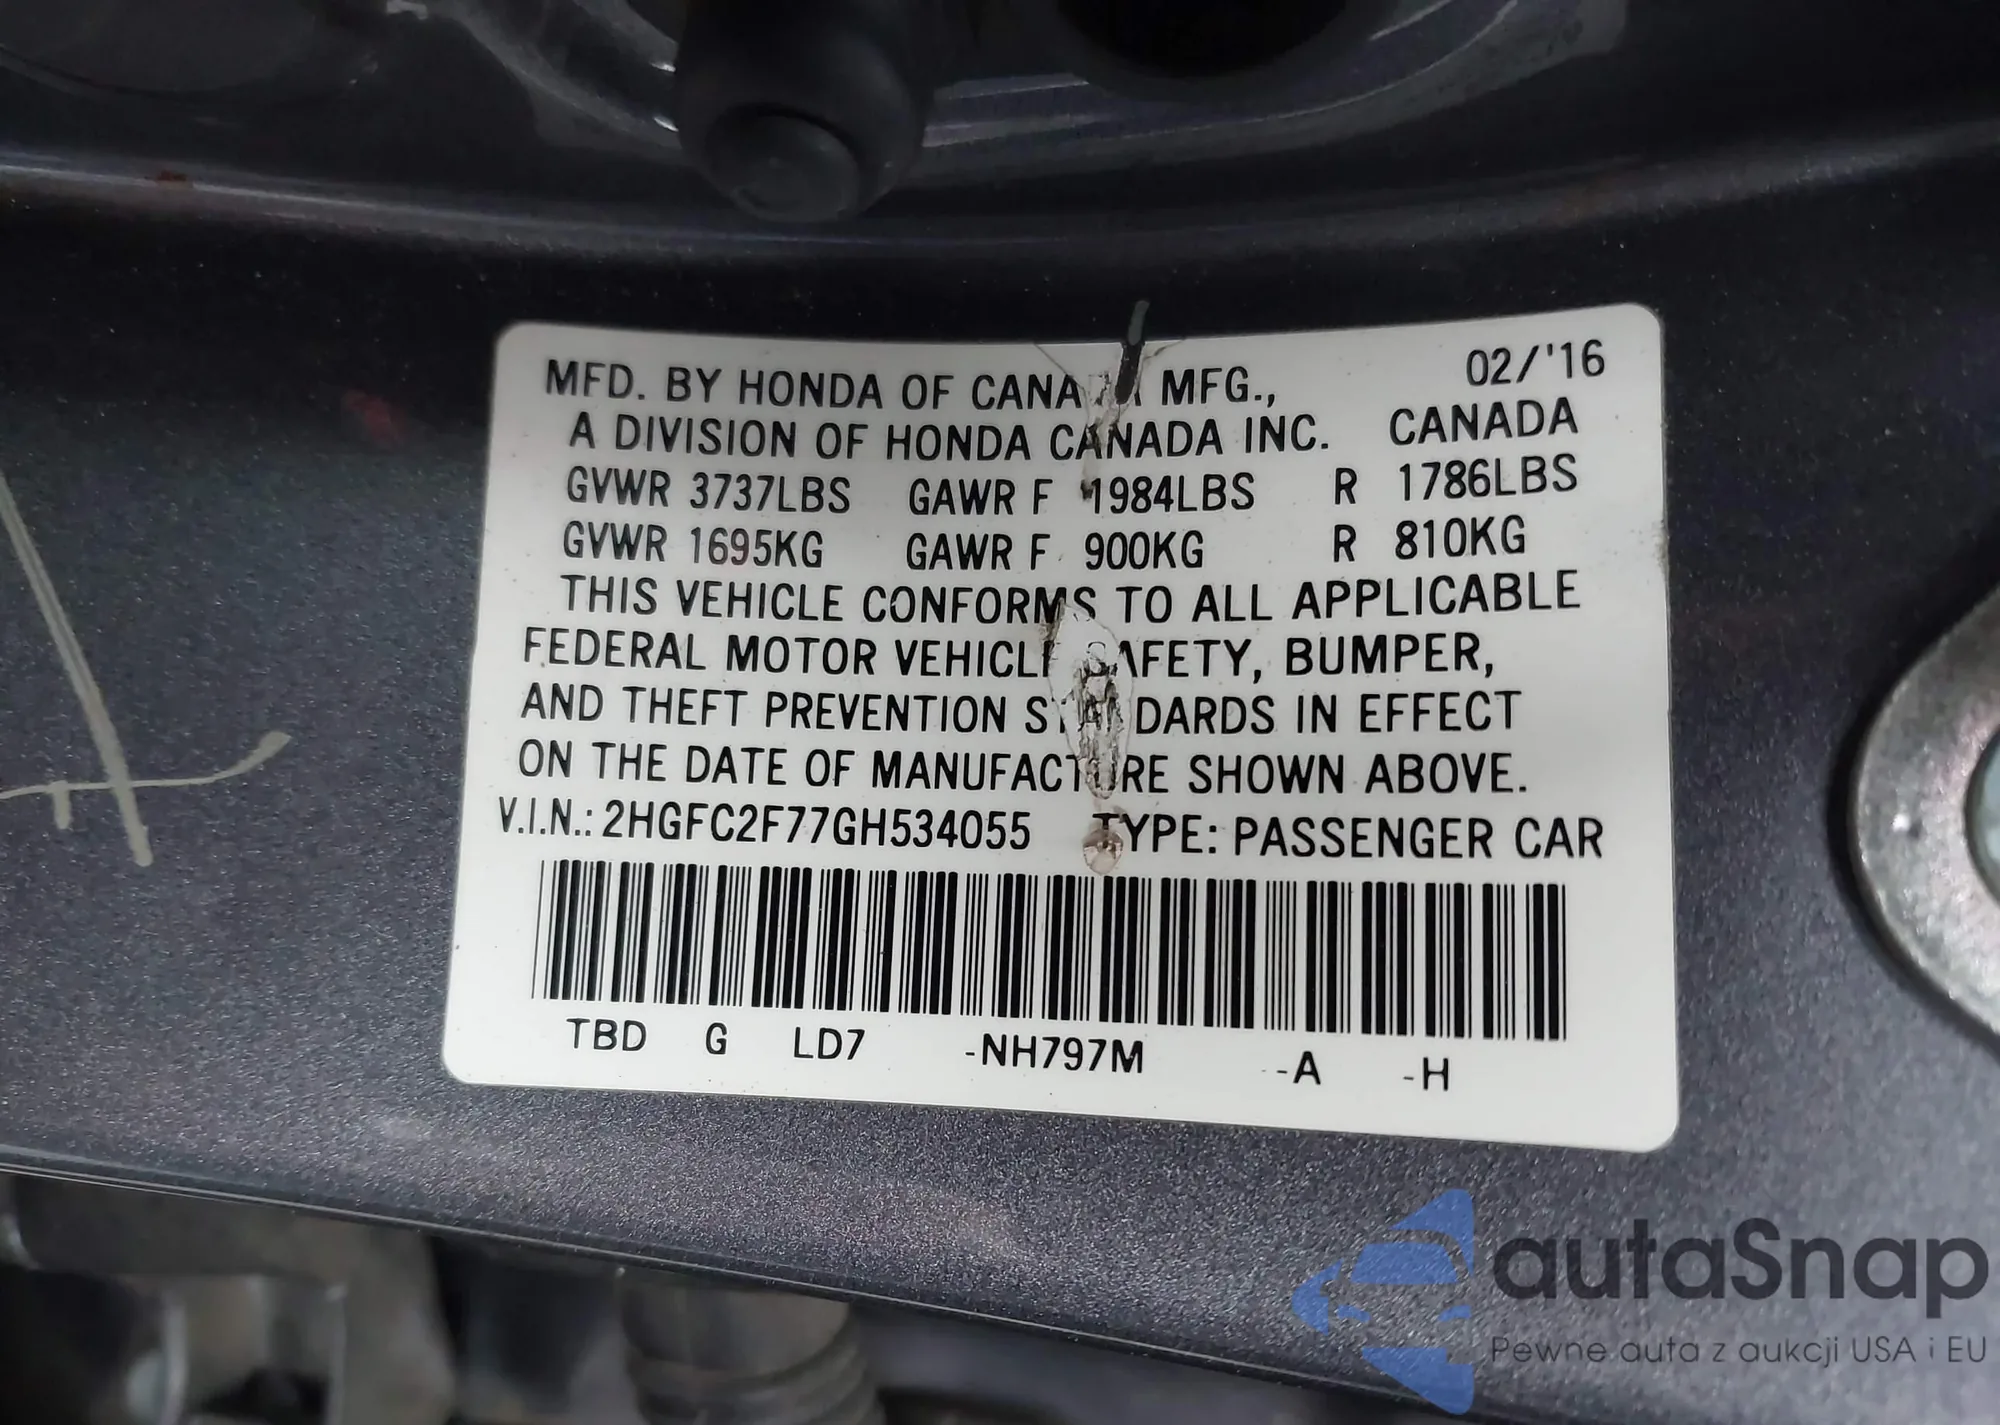 MFD. BY HONDA OF CANADA MFG., 02/'16
A DIVISION OF HONDA CANADA INC. CANADA
GVWR 3737LBS GAWR F 1984LBS R 1786LBS
GVWR 1695KG GAWR F 900KG R 810KG
THIS VEHICLE CONFORMS TO ALL APPLICABLE
FEDERAL MOTOR VEHICLE SAFETY, BUMPER,
AND THEFT PREVENTION STANDARDS IN EFFECT
ON THE DATE OF MANUFACTURE SHOWN ABOVE.
V.I.N.: 2HGFC2F77GH534055 TYPE: PASSENGER CAR
TBD G LD7 -NH797M --A -H
autaSnap
Pewne auta z aukcji USA i EU